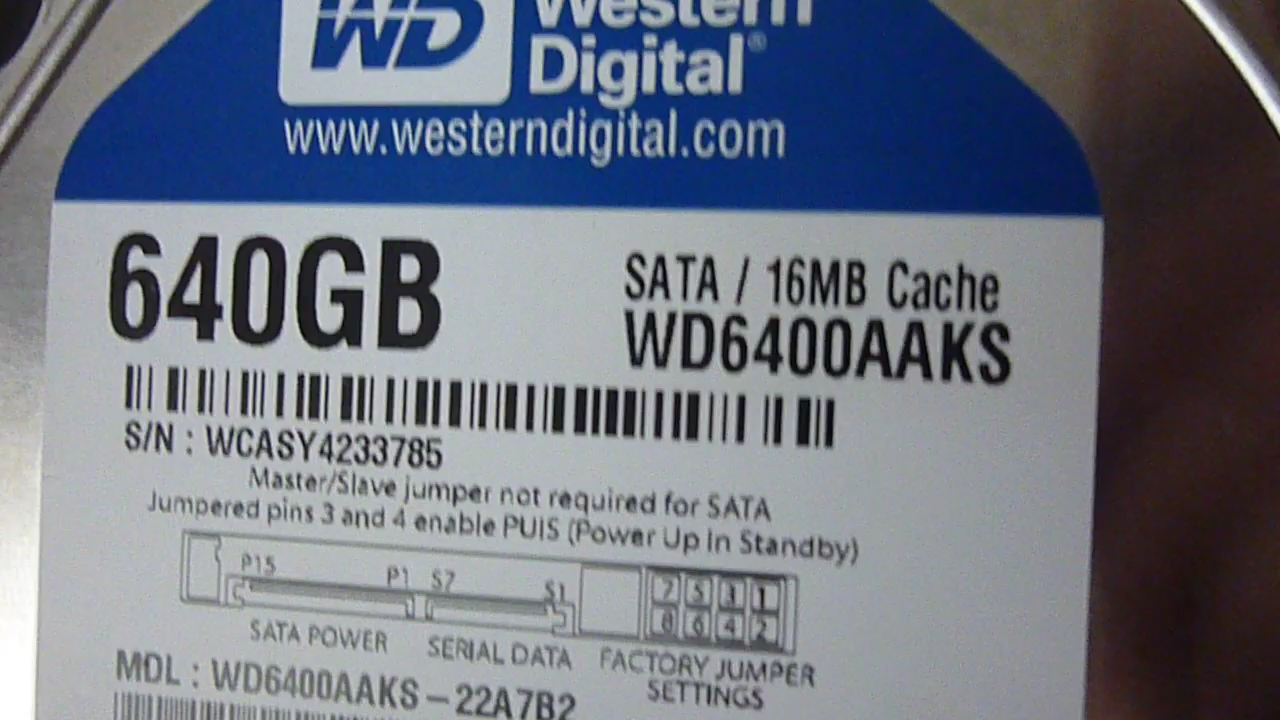 WD Western
Digital®
www.westerndigital.com
640GB
SATA / 16MB Cache
WD6400AAKS
S/N : WCASY4233785
Master/Slave jumper not required for SATA
Jumpered pins 3 and 4 enable PUIS (Power Up in Standby)
P15 P1 S7 S1
7 5 3 1
8 6 4 2
SATA POWER SERIAL DATA FACTORY JUMPER
SETTINGS
MDL : WD6400AAKS – 22A7B2